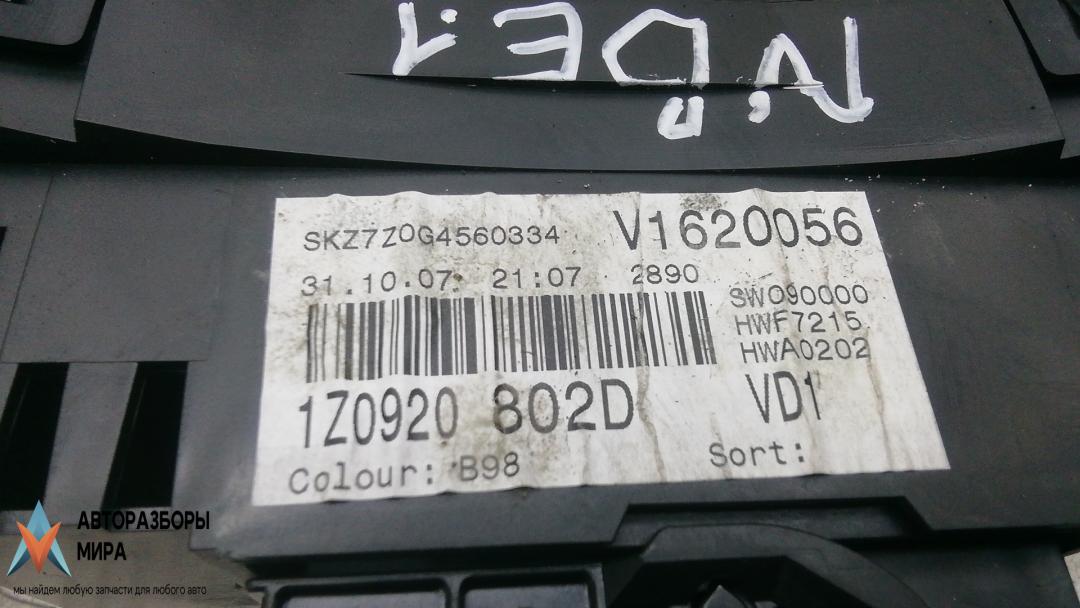 SKZ7Z0G4560334 V1620056
31.10.07. 21:07 2890
SW090000
HWF7215
HWA0202
1Z0920 802D VD1
Colour: B98 Sort:
АВТОРАЗБОРЫ
МИРА
мы найдем любую запчасти для любого авто